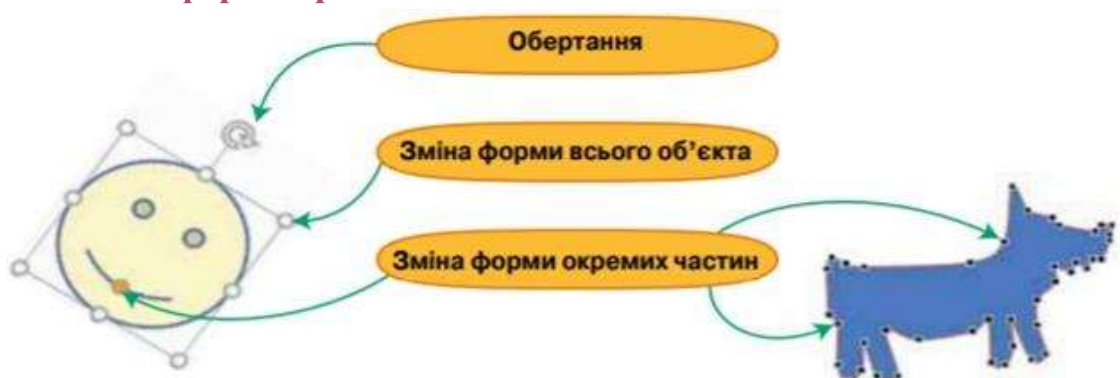 Обертання
Зміна форми всього об’єкта
Зміна форми окремих частин